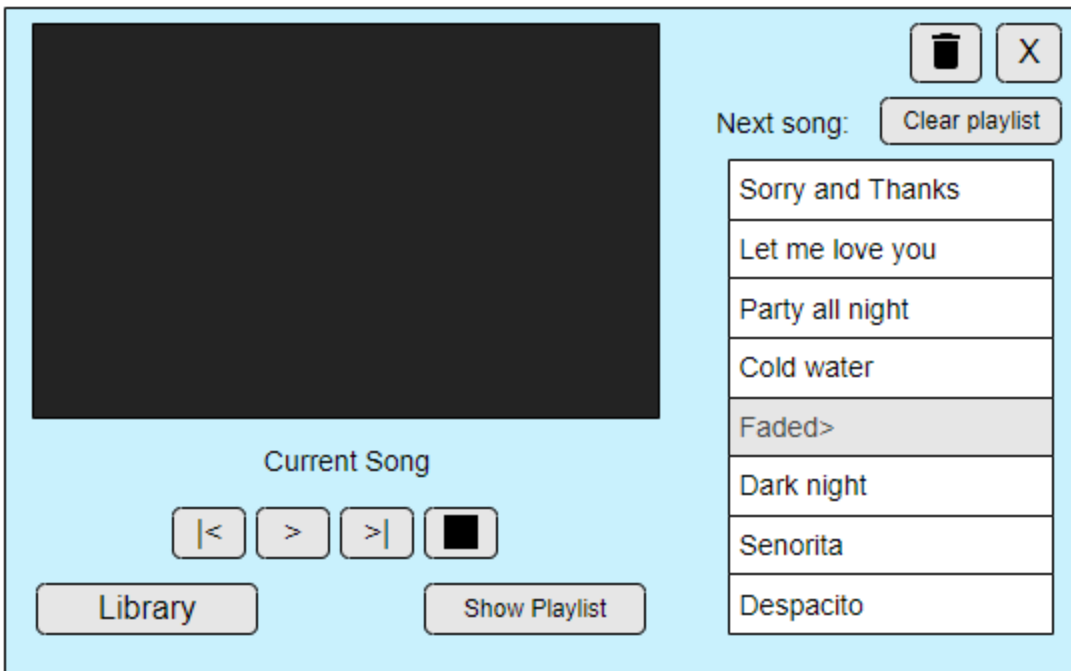 X
Next song:
Clear playlist
Sorry and Thanks
Let me love you
Party all night
Cold water
Faded>
Dark night
Senorita
Despacito
Current Song
|<
>
>|
Library
Show Playlist